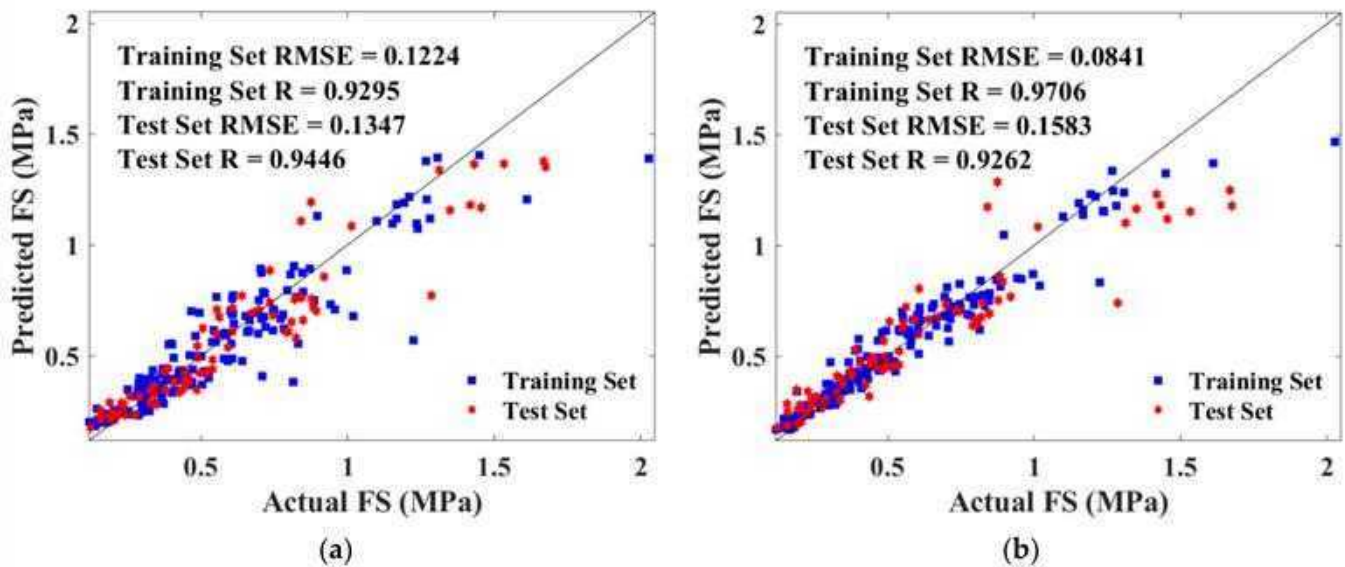 2
Training Set RMSE = 0.1224
Training Set R = 0.9295
Test Set RMSE = 0.1347
Test Set R = 0.9446
1.5
1
0.5
Predicted FS (MPa)
Training Set
Test Set
0.5 1 1.5 2
Actual FS (MPa)
(a)
2
Training Set RMSE = 0.0841
Training Set R = 0.9706
Test Set RMSE = 0.1583
Test Set R = 0.9262
1.5
1
0.5
Predicted FS (MPa)
Training Set
Test Set
0.5 1 1.5 2
Actual FS (MPa)
(b)